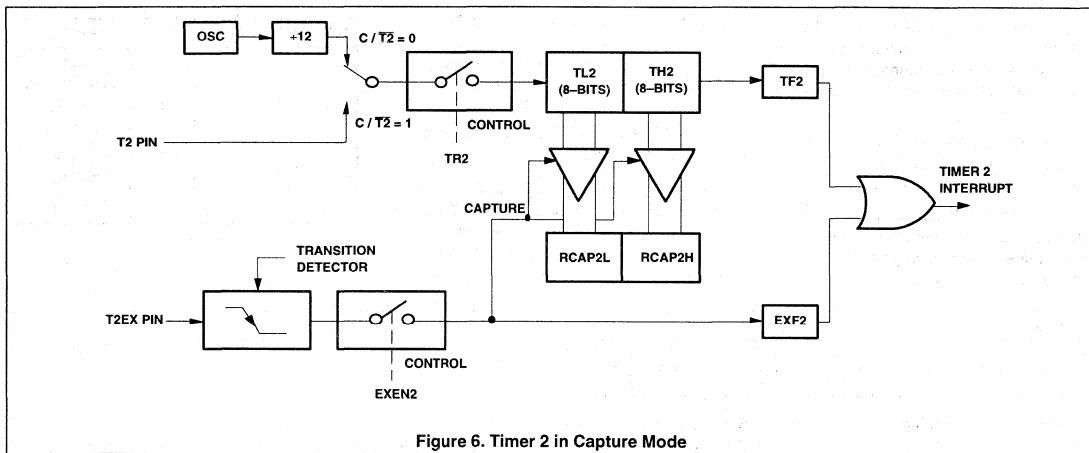 OSC
÷12
C / T2̅ = 0
TL2
(8–BITS)
TH2
(8–BITS)
TF2
C / T2̅ = 1
CONTROL
T2 PIN
TR2
TIMER 2
INTERRUPT
CAPTURE
TRANSITION
DETECTOR
RCAP2L
RCAP2H
T2EX PIN
EXF2
CONTROL
EXEN2
Figure 6. Timer 2 in Capture Mode